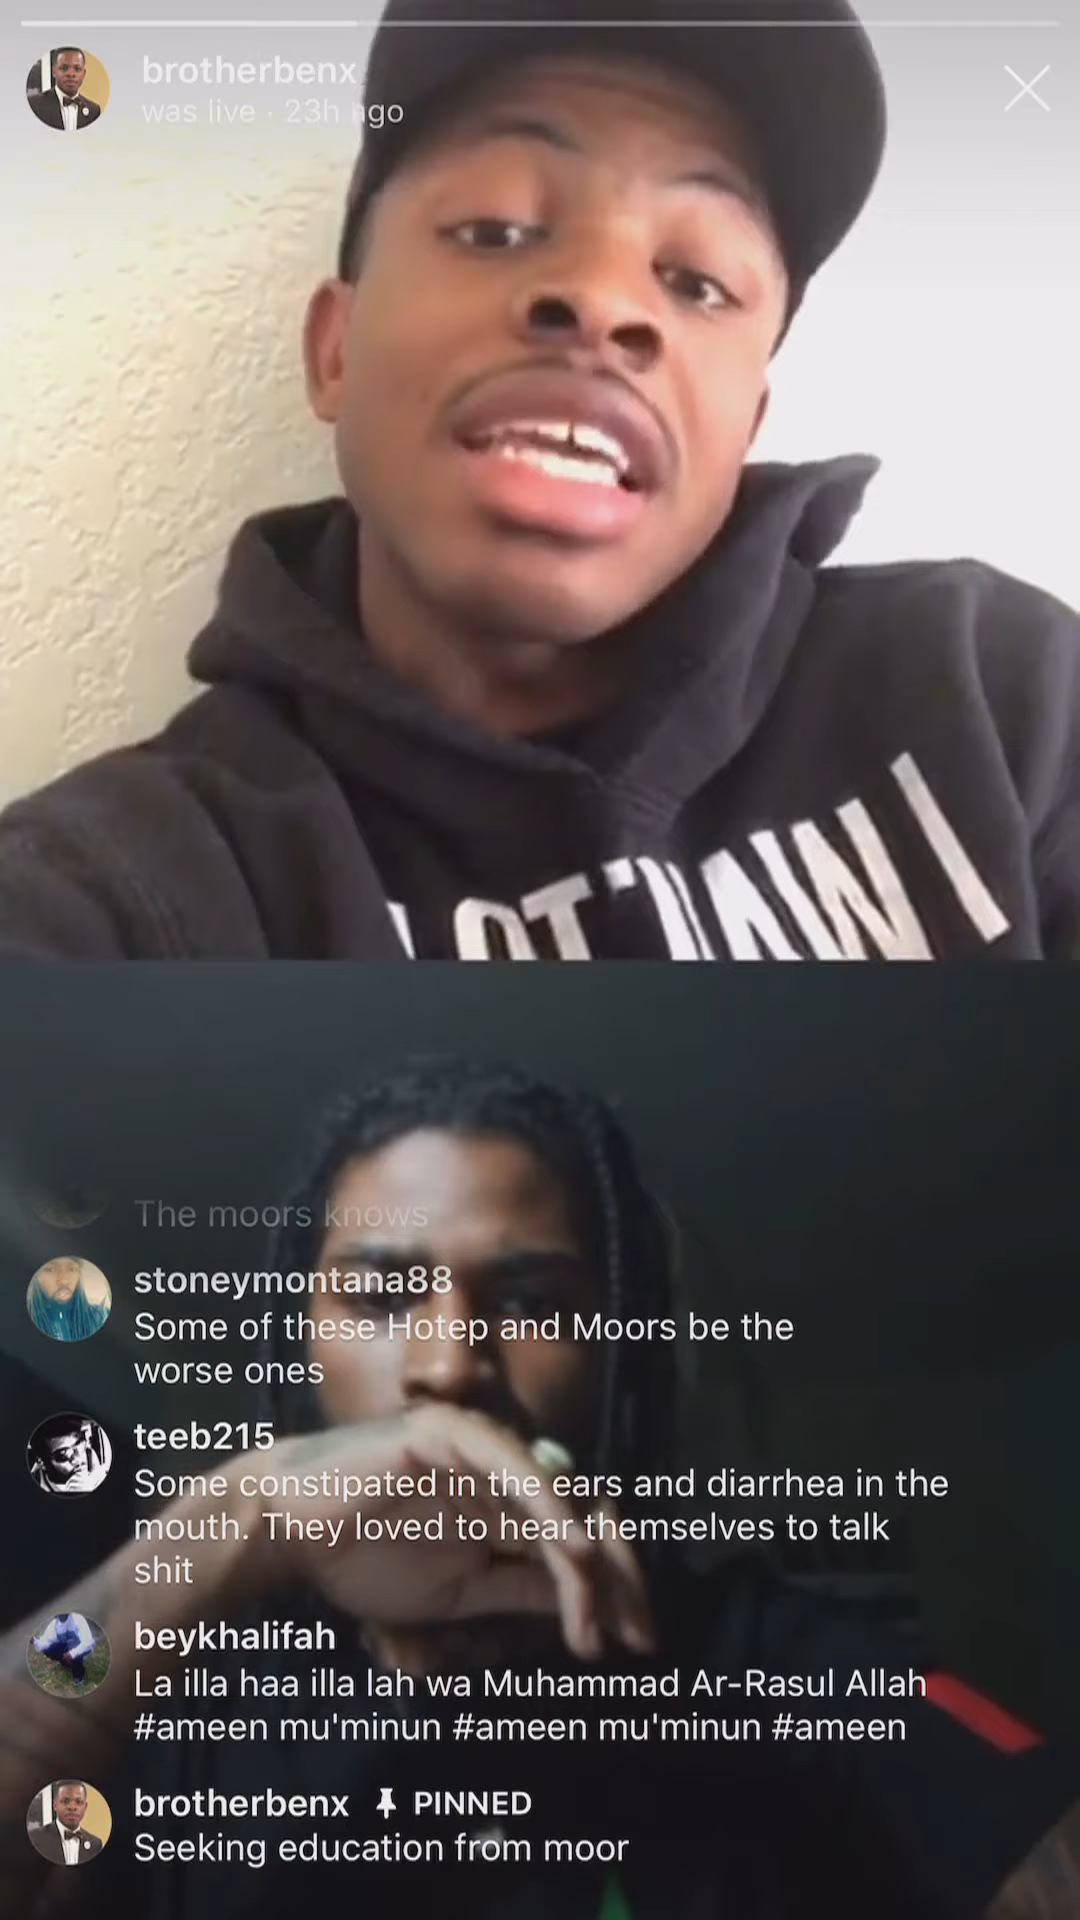 brotherbenx
was live · 23h ago
The moors knows
stoneymontana88
Some of these Hotep and Moors be the
worse ones
teeb215
Some constipated in the ears and diarrhea in the
mouth. They loved to hear themselves to talk
shit
beykhalifah
La illa haa illa lah wa Muhammad Ar-Rasul Allah
#ameen mu'minun #ameen mu'minun #ameen
brotherbenx PINNED
Seeking education from moor